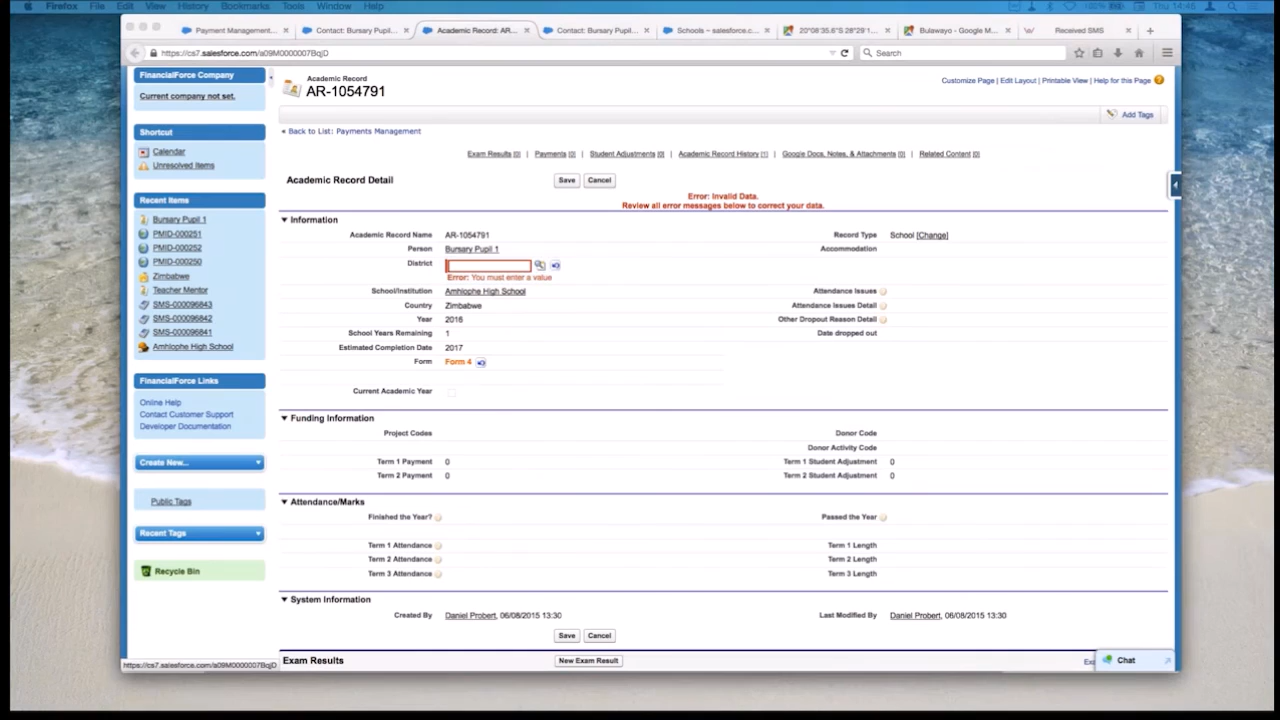 Firefox File Edit View History Bookmarks Tools Window Help 100% Thu 14:45
Payment Management... × Contact: Bursary Pupil... × Academic Record: AR... × Contact: Bursary Pupil... × Schools ~ salesforce.c... × 20°08'35.6"S 28°29'1... × Bulawayo - Google M... × Received SMS ×
https://cs7.salesforce.com/a09M0000007BqjD Search
FinancialForce Company
Current company not set.
Shortcut
Calendar
Unresolved Items
Recent Items
Bursary Pupil 1
PMID-000251
PMID-000252
PMID-000250
Zimbabwe
Teacher Mentor
SMS-000096843
SMS-000096842
SMS-000096841
Amhlophe High School
FinancialForce Links
Online Help
Contact Customer Support
Developer Documentation
Create New...
Public Tags
Recent Tags
Recycle Bin
https://cs7.salesforce.com/a09M0000007BqjD
Academic Record
AR-1054791
Customize Page | Edit Layout | Printable View | Help for this Page
Add Tags
« Back to List: Payments Management
Exam Results [0] | Payments [0] | Student Adjustments [0] | Academic Record History [1] | Google Docs, Notes, & Attachments [0] | Related Content [0]
Academic Record Detail Save Cancel
Error: Invalid Data.
Review all error messages below to correct your data.
Information
Academic Record Name AR-1054791 Record Type School [Change]
Person Bursary Pupil 1 Accommodation
District
Error: You must enter a value
School/Institution Amhlophe High School Attendance Issues
Country Zimbabwe Attendance Issues Detail
Year 2016 Other Dropout Reason Detail
School Years Remaining 1 Date dropped out
Estimated Completion Date 2017
Form Form 4
Current Academic Year
Funding Information
Project Codes Donor Code
Donor Activity Code
Term 1 Payment 0 Term 1 Student Adjustment 0
Term 2 Payment 0 Term 2 Student Adjustment 0
Attendance/Marks
Finished the Year? Passed the Year
Term 1 Attendance Term 1 Length
Term 2 Attendance Term 2 Length
Term 3 Attendance Term 3 Length
System Information
Created By Daniel Probert, 06/08/2015 13:30 Last Modified By Daniel Probert, 06/08/2015 13:30
Save Cancel
Exam Results New Exam Result
Chat